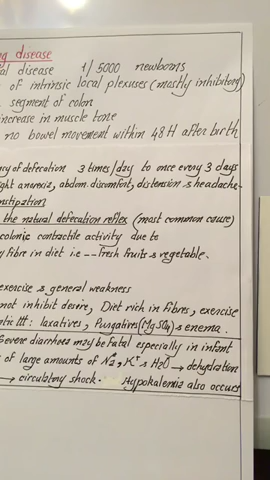 ng disease
al disease 1/5000 newborns
of intrinsic local plexuses (mostly inhibitory)
segment of colon
increase in muscle tone
no bowel movement within 48H after birth
cy of defecation 3 times/day to once every 3 days
ght anorexia, abdom. discomfort, distension & headache.
nstipation
the natural defecation reflex (most common cause)
colonic contractile activity due to
y fibre in diet i.e -- fresh fruits & vegetable.
exercise & general weakness
not inhibit desire, Diet rich in Fibres, exercise
tic ttt: laxatives, Purgatives (MgSO4) & enema.
Severe diarrhoea may be fatal especially in infant
of large amounts of Na+, K+ & H2O → dehydration
→ circulatory shock. Hypokalemia also occurs